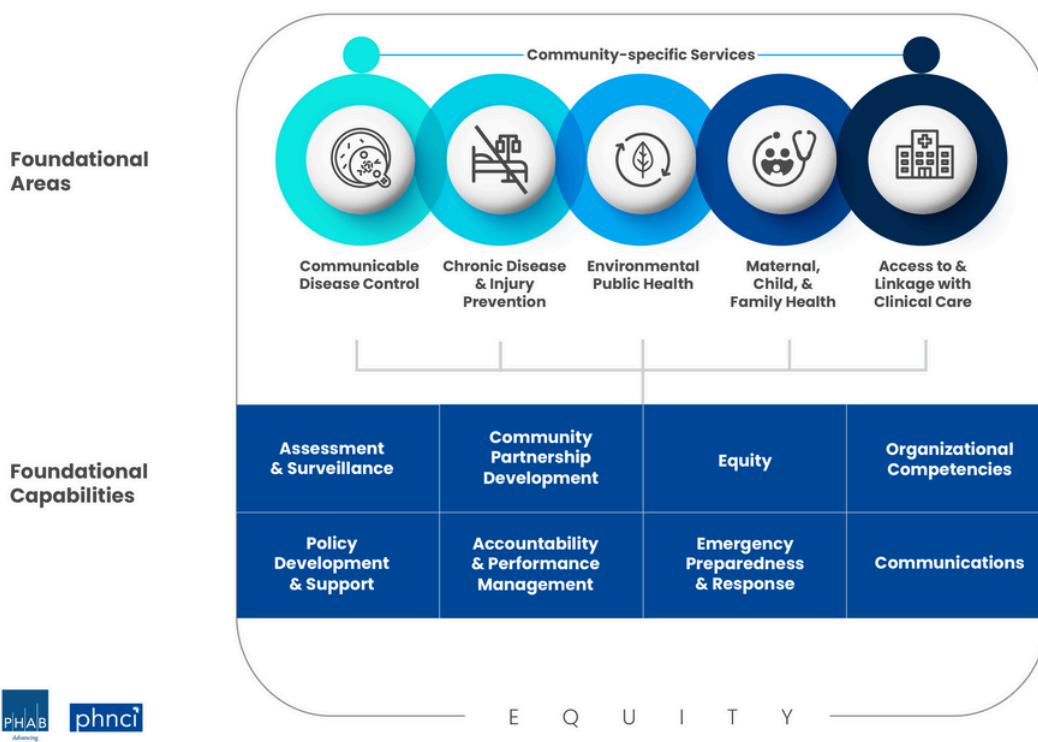 Community-specific Services
Foundational
Areas
Communicable
Disease Control
Chronic Disease
& Injury
Prevention
Environmental
Public Health
Maternal,
Child, &
Family Health
Access to &
Linkage with
Clinical Care
Foundational
Capabilities
Assessment
& Surveillance
Community
Partnership
Development
Equity
Organizational
Competencies
Policy
Development
& Support
Accountability
& Performance
Management
Emergency
Preparedness
& Response
Communications
PHAB
Advancing
phnci
E Q U I T Y